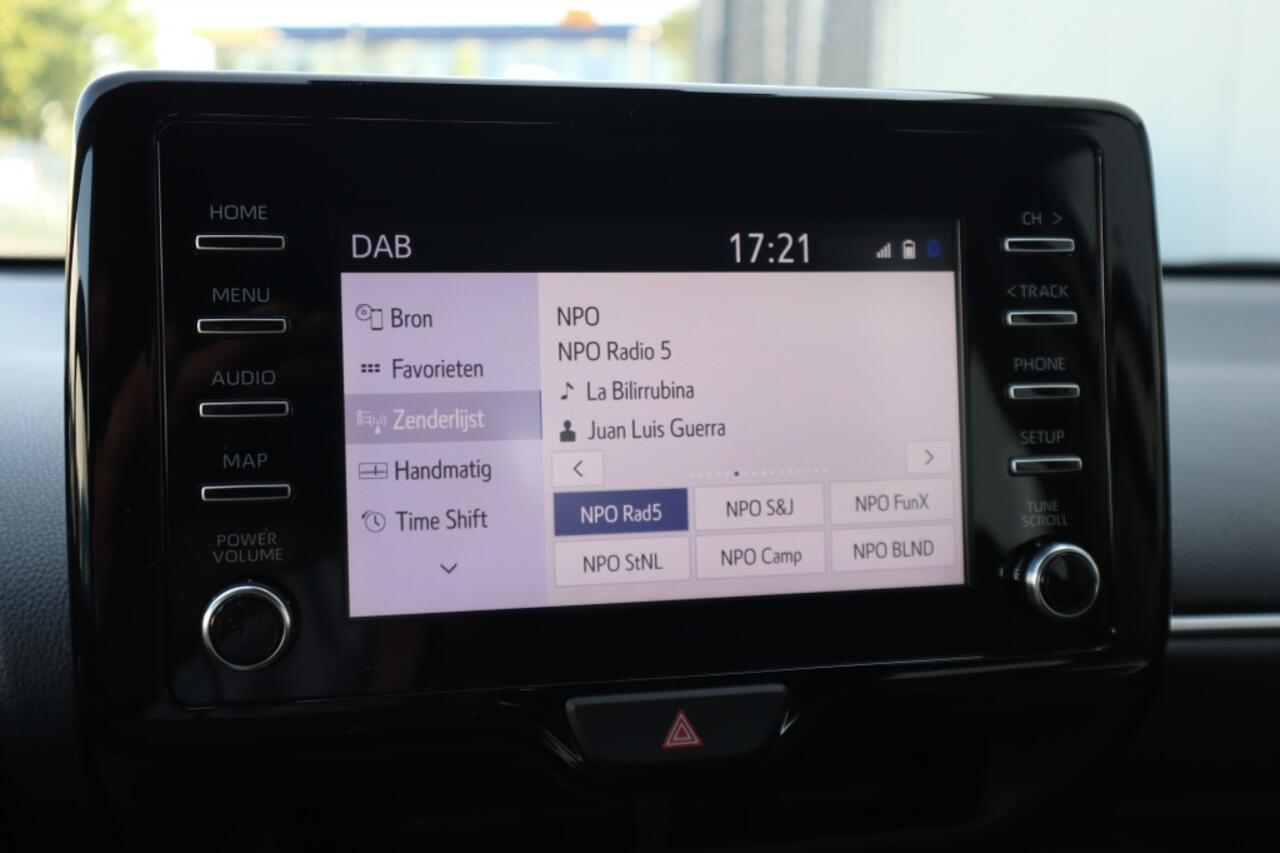 HOME
MENU
AUDIO
MAP
POWER
VOLUME
DAB
17:21
Bron
Favorieten
Zenderlijst
Handmatig
Time Shift
NPO
NPO Radio 5
La Bilirrubina
Juan Luis Guerra
<
>
NPO Rad5
NPO S&J
NPO FunX
NPO StNL
NPO Camp
NPO BLND
CH >
< TRACK
PHONE
SETUP
TUNE
SCROLL